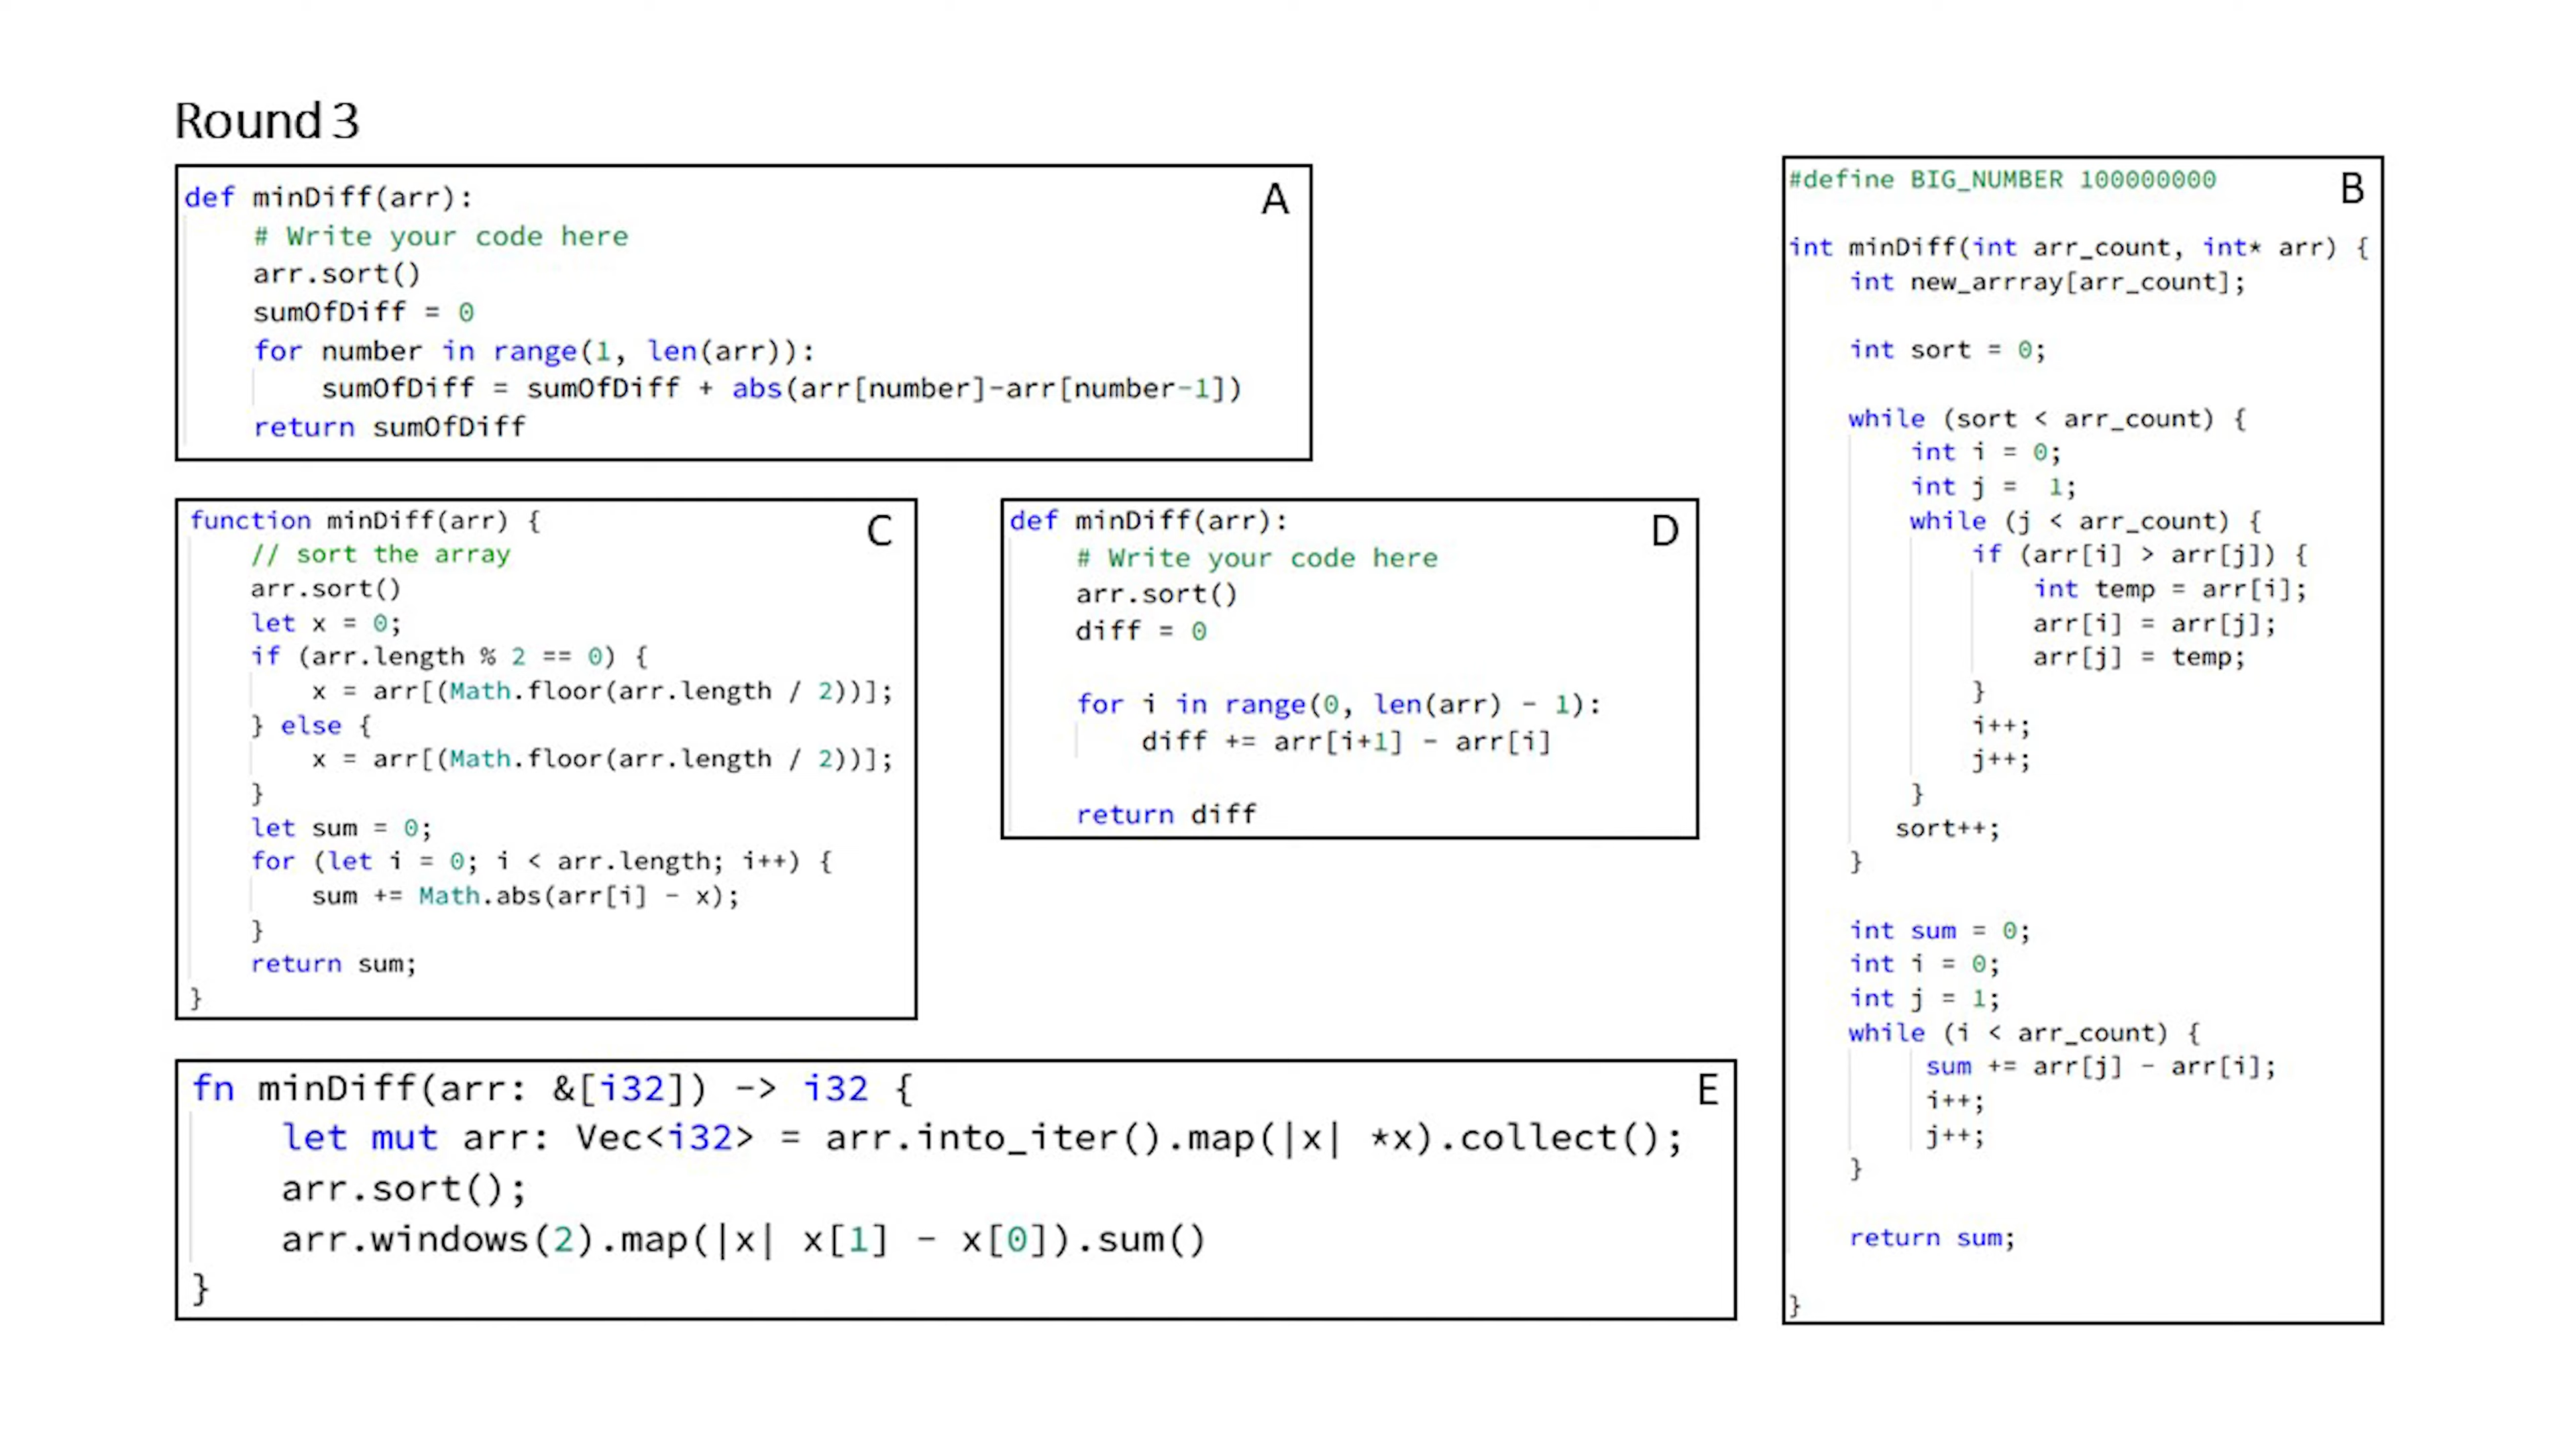 Round 3
A
def minDiff(arr):
    # Write your code here
    arr.sort()
    sumOfDiff = 0
    for number in range(1, len(arr)):
        sumOfDiff = sumOfDiff + abs(arr[number]-arr[number-1])
    return sumOfDiff
B
#define BIG_NUMBER 100000000
int minDiff(int arr_count, int* arr) {
    int new_arrray[arr_count];
    int sort = 0;
    while (sort < arr_count) {
        int i = 0;
        int j =  1;
        while (j < arr_count) {
            if (arr[i] > arr[j]) {
                int temp = arr[i];
                arr[i] = arr[j];
                arr[j] = temp;
            }
            i++;
            j++;
        }
       sort++;
    }
    int sum = 0;
    int i = 0;
    int j = 1;
    while (i < arr_count) {
         sum += arr[j] - arr[i];
         i++;
         j++;
    }
    return sum;
}
C
function minDiff(arr) {
    // sort the array
    arr.sort()
    let x = 0;
    if (arr.length % 2 == 0) {
        x = arr[(Math.floor(arr.length / 2))];
    } else {
        x = arr[(Math.floor(arr.length / 2))];
    }
    let sum = 0;
    for (let i = 0; i < arr.length; i++) {
        sum += Math.abs(arr[i] - x);
    }
    return sum;
}
D
def minDiff(arr):
    # Write your code here
    arr.sort()
    diff = 0
    for i in range(0, len(arr) - 1):
        diff += arr[i+1] - arr[i]
    return diff
E
fn minDiff(arr: &[i32]) -> i32 {
    let mut arr: Vec<i32> = arr.into_iter().map(|x| *x).collect();
    arr.sort();
    arr.windows(2).map(|x| x[1] - x[0]).sum()
}